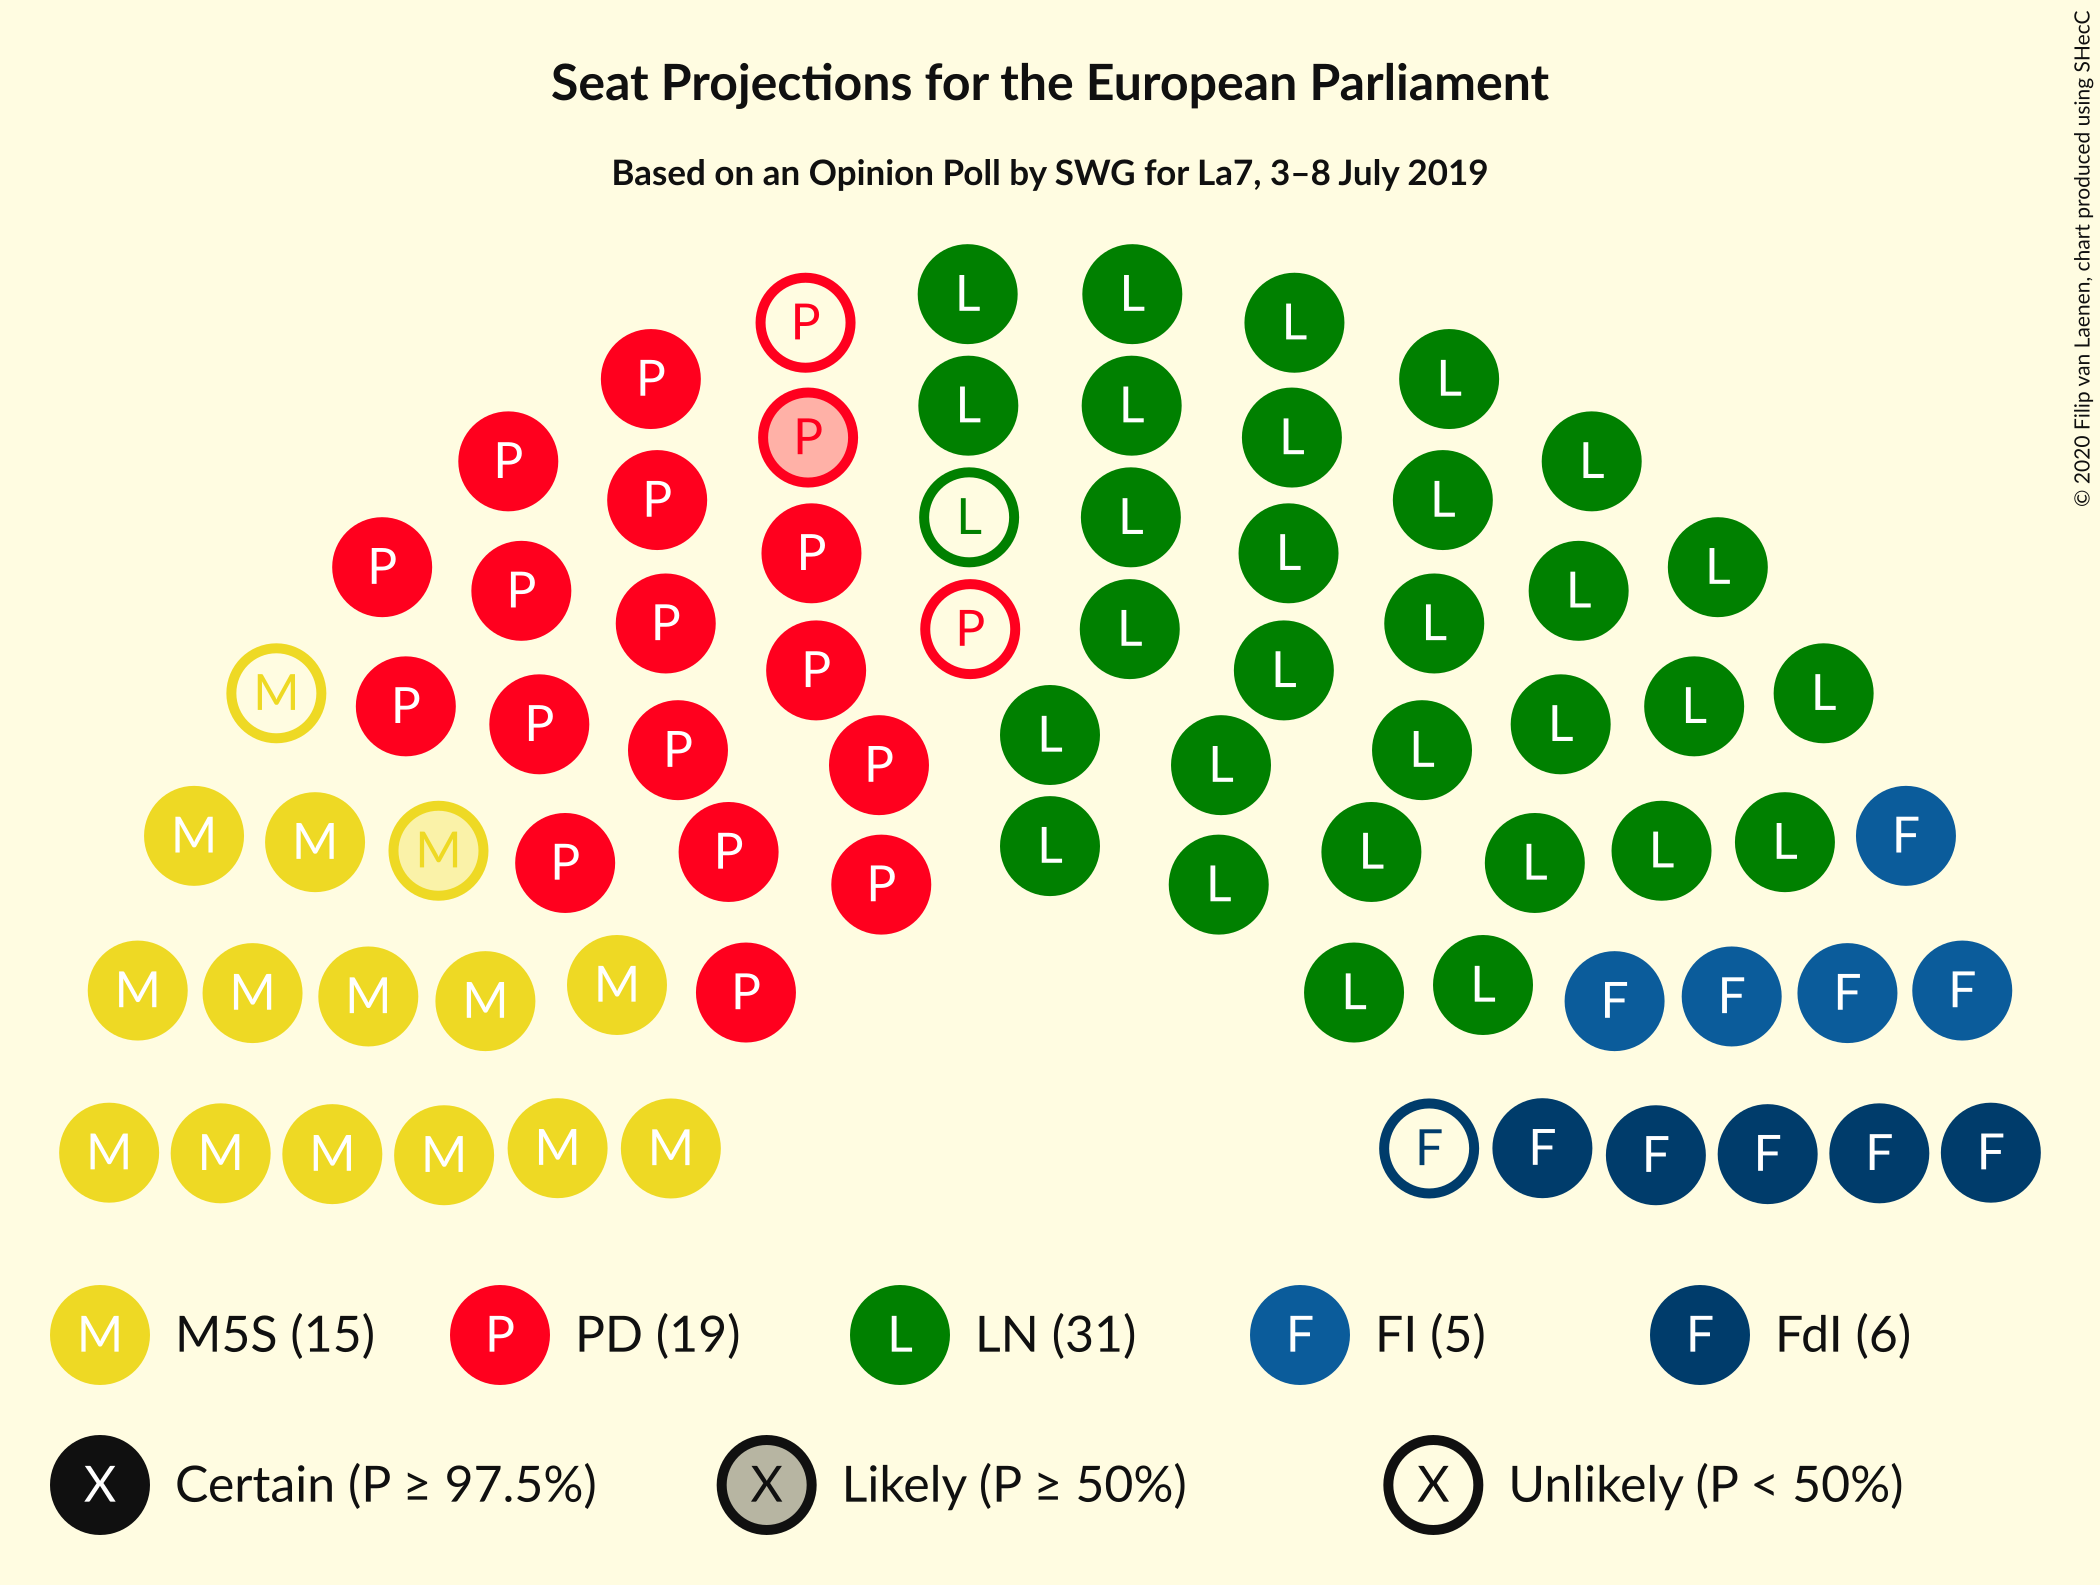 Seat Projections for the European Parliament
Based on an Opinion Poll by SWG for La7, 3–8 July 2019
© 2020 Filip van Laenen, chart produced using SHecC
L L
P L
P L
L L
P L
P L
P L
L L
P L
P L
P L
P L
P L
P L
P L
P L
M L
P L
P L
P L
L
P L
M F
M L
M L
P L
P L
L
P L
M L
P L
M F
M F
M F
M F
M M M M M M F F F F F F
M M5S (15) P PD (19) L LN (31) F FI (5) F FdI (6)
X Certain (P ≥ 97.5%) X Likely (P ≥ 50%) X Unlikely (P < 50%)